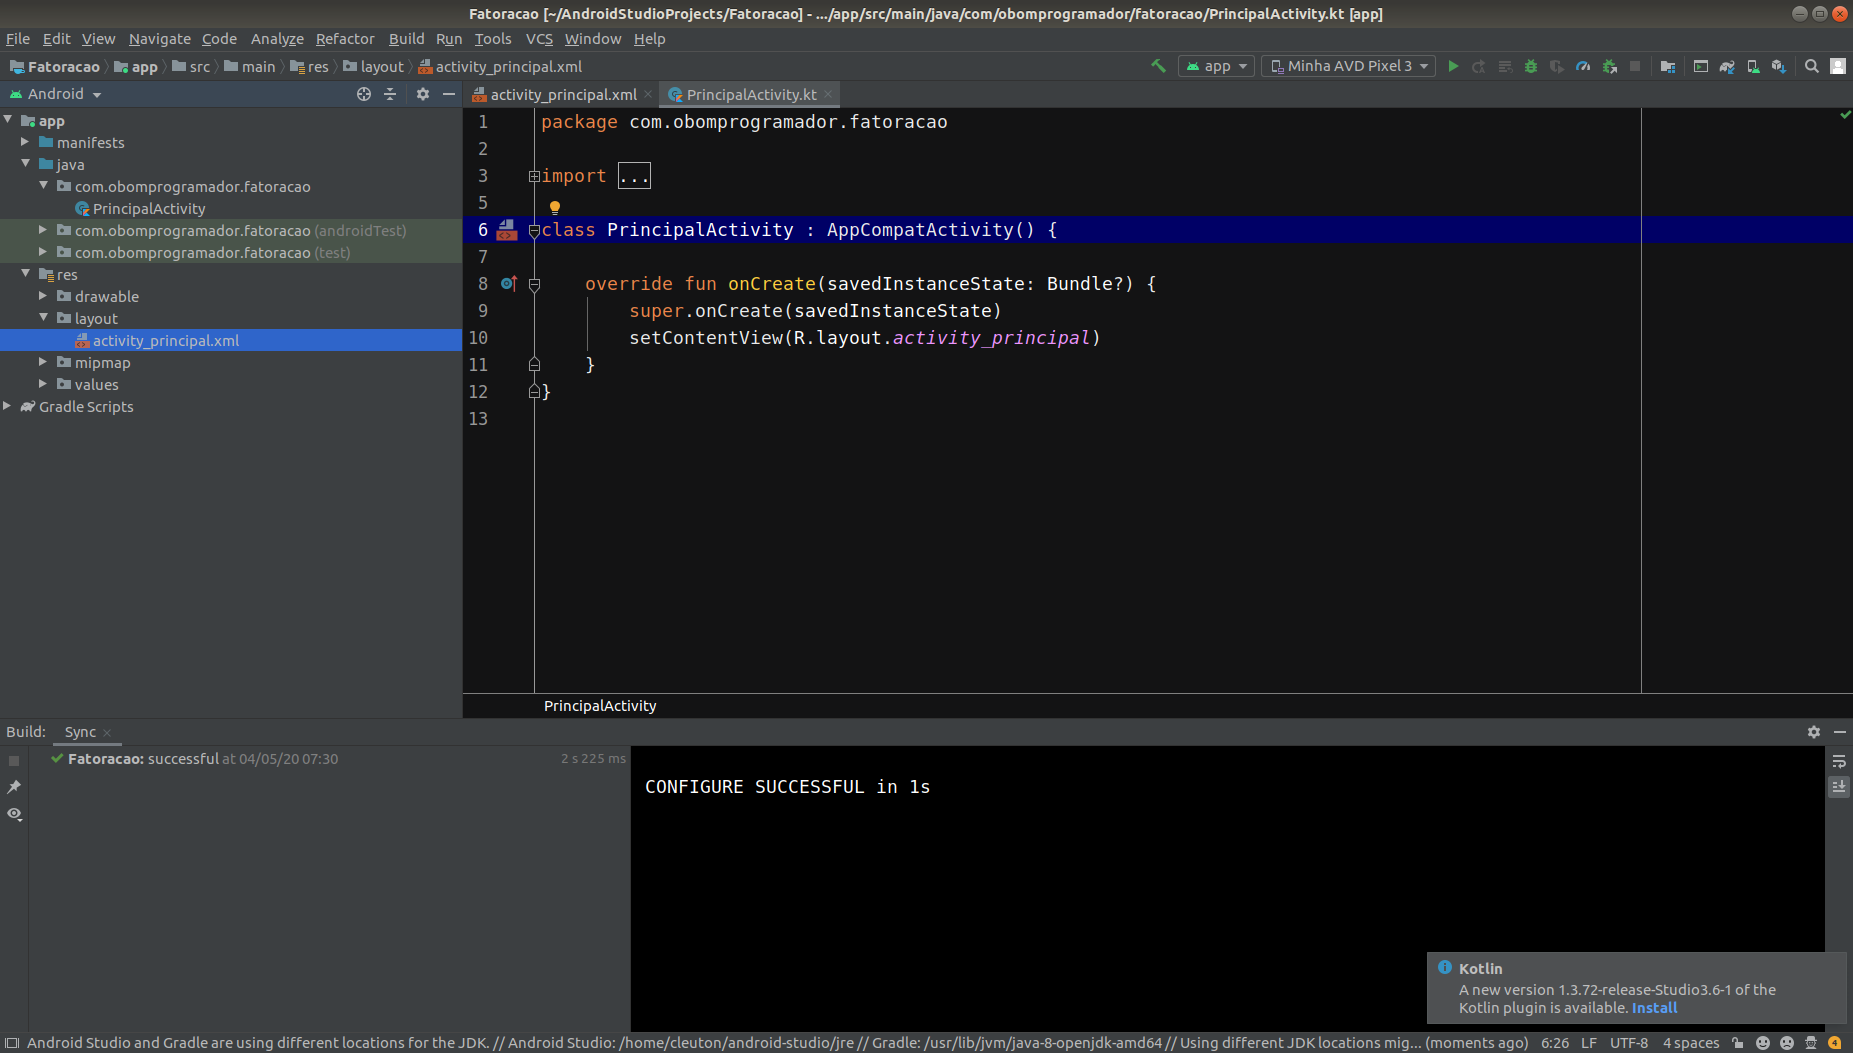 Fatoracao [~/AndroidStudioProjects/Fatoracao] - .../app/src/main/java/com/obomprogramador/fatoracao/PrincipalActivity.kt [app]
File Edit View Navigate Code Analyze Refactor Build Run Tools VCS Window Help
Fatoracao app src main res layout activity_principal.xml app Minha AVD Pixel 3
Android activity_principal.xml PrincipalActivity.kt
app
manifests
java
com.obomprogramador.fatoracao
PrincipalActivity
com.obomprogramador.fatoracao (androidTest)
com.obomprogramador.fatoracao (test)
res
drawable
layout
activity_principal.xml
mipmap
values
Gradle Scripts
1 package com.obomprogramador.fatoracao
2
3 import ...
5
6 class PrincipalActivity : AppCompatActivity() {
7
8 override fun onCreate(savedInstanceState: Bundle?) {
9 super.onCreate(savedInstanceState)
10 setContentView(R.layout.activity_principal)
11 }
12 }
13
PrincipalActivity
Build: Sync
Fatoracao: successful at 04/05/20 07:30 2 s 225 ms
CONFIGURE SUCCESSFUL in 1s
Kotlin
A new version 1.3.72-release-Studio3.6-1 of the
Kotlin plugin is available. Install
Android Studio and Gradle are using different locations for the JDK. // Android Studio: /home/cleuton/android-studio/jre // Gradle: /usr/lib/jvm/java-8-openjdk-amd64 // Using different JDK locations mig... (moments ago) 6:26 LF UTF-8 4 spaces 4